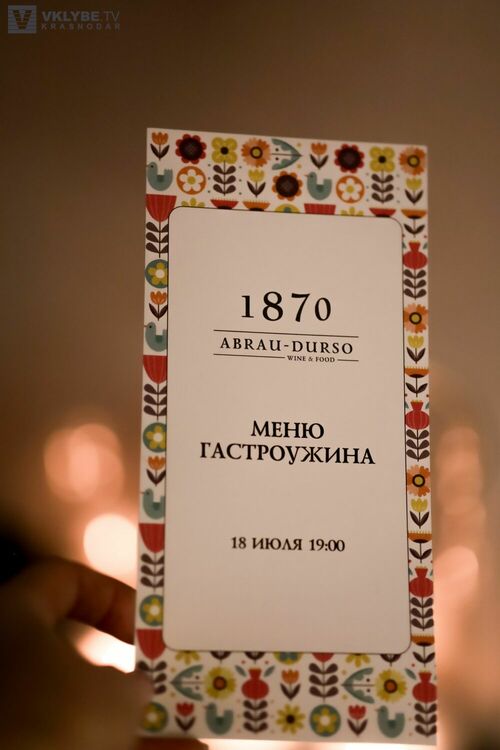 VKLYBE.TV
KRASNODAR
1870
ABRAU-DURSO
WINE & FOOD
МЕНЮ
ГАСТРОУЖИНА
18 ИЮЛЯ 19:00